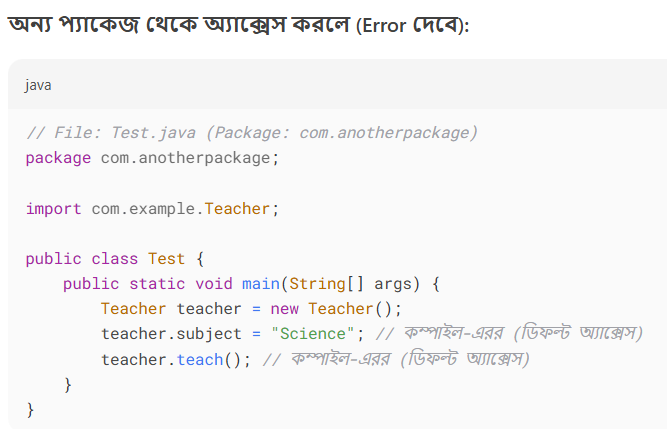 অন্য প্যাকেজ থেকে অ্যাক্সেস করলে (Error দেবে):
java
// File: Test.java (Package: com.anotherpackage)
package com.anotherpackage;
import com.example.Teacher;
public class Test {
    public static void main(String[] args) {
        Teacher teacher = new Teacher();
        teacher.subject = "Science"; // কম্পাইল-এরর (ডিফল্ট অ্যাক্সেস)
        teacher.teach(); // কম্পাইল-এরর (ডিফল্ট অ্যাক্সেস)
    }
}